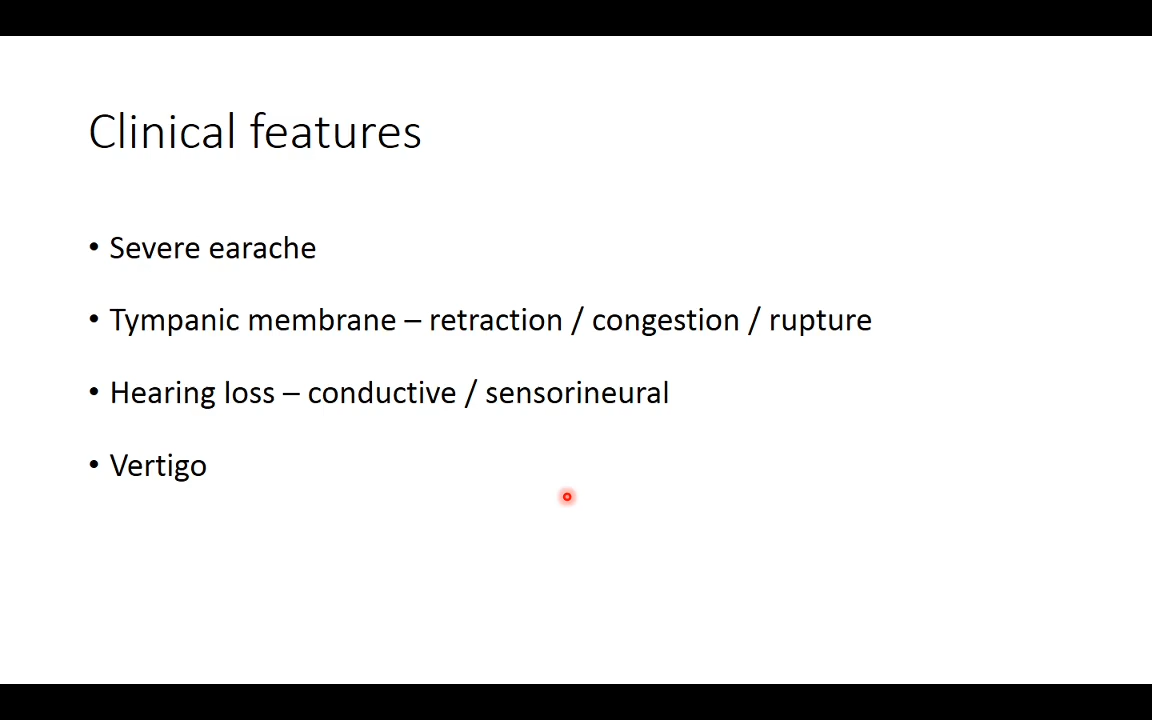 Clinical features
• Severe earache
• Tympanic membrane – retraction / congestion / rupture
• Hearing loss – conductive / sensorineural
• Vertigo